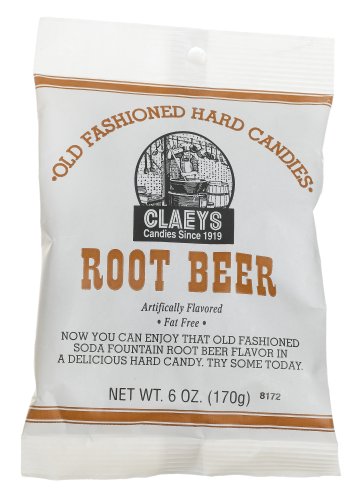 •OLD FASHIONED HARD CANDIES•
CLAEYS
Candies Since 1919
ROOT BEER
Artifically Flavored
• Fat Free •
NOW YOU CAN ENJOY THAT OLD FASHIONED
SODA FOUNTAIN ROOT BEER FLAVOR IN
A DELICIOUS HARD CANDY. TRY SOME TODAY.
NET WT. 6 OZ. (170g)
8172